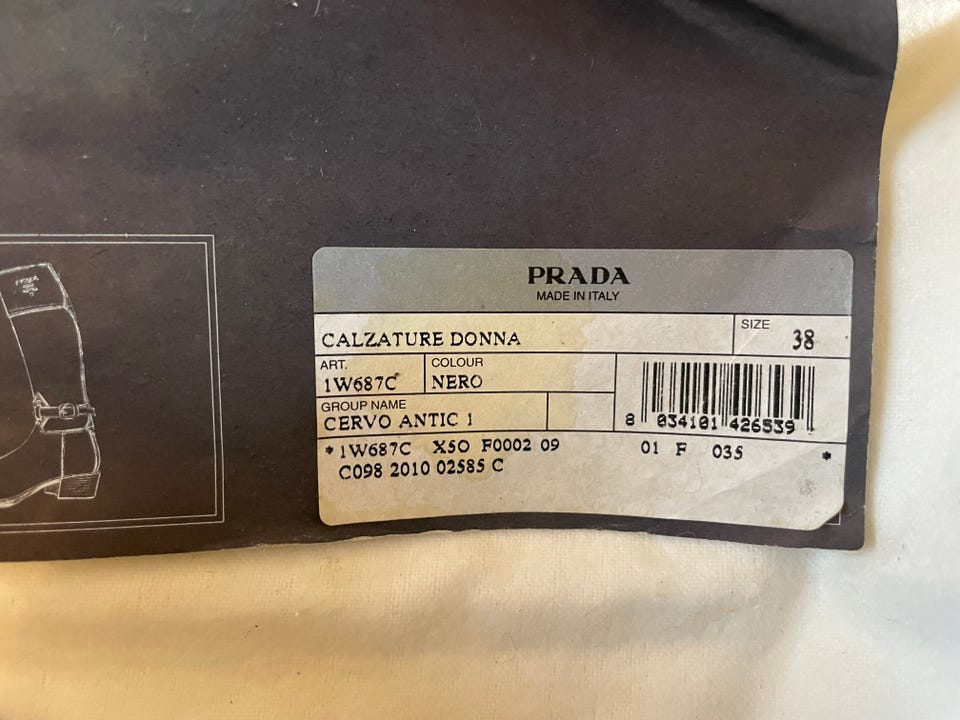 PRADA
MADE IN ITALY
CALZATURE DONNA
SIZE
38
ART.
1W687C
COLOUR
NERO
GROUP NAME
CERVO ANTIC 1
8 034101 426539
* 1W687C X5O F0002 09 01 F 035 *
C098 2010 02585 C